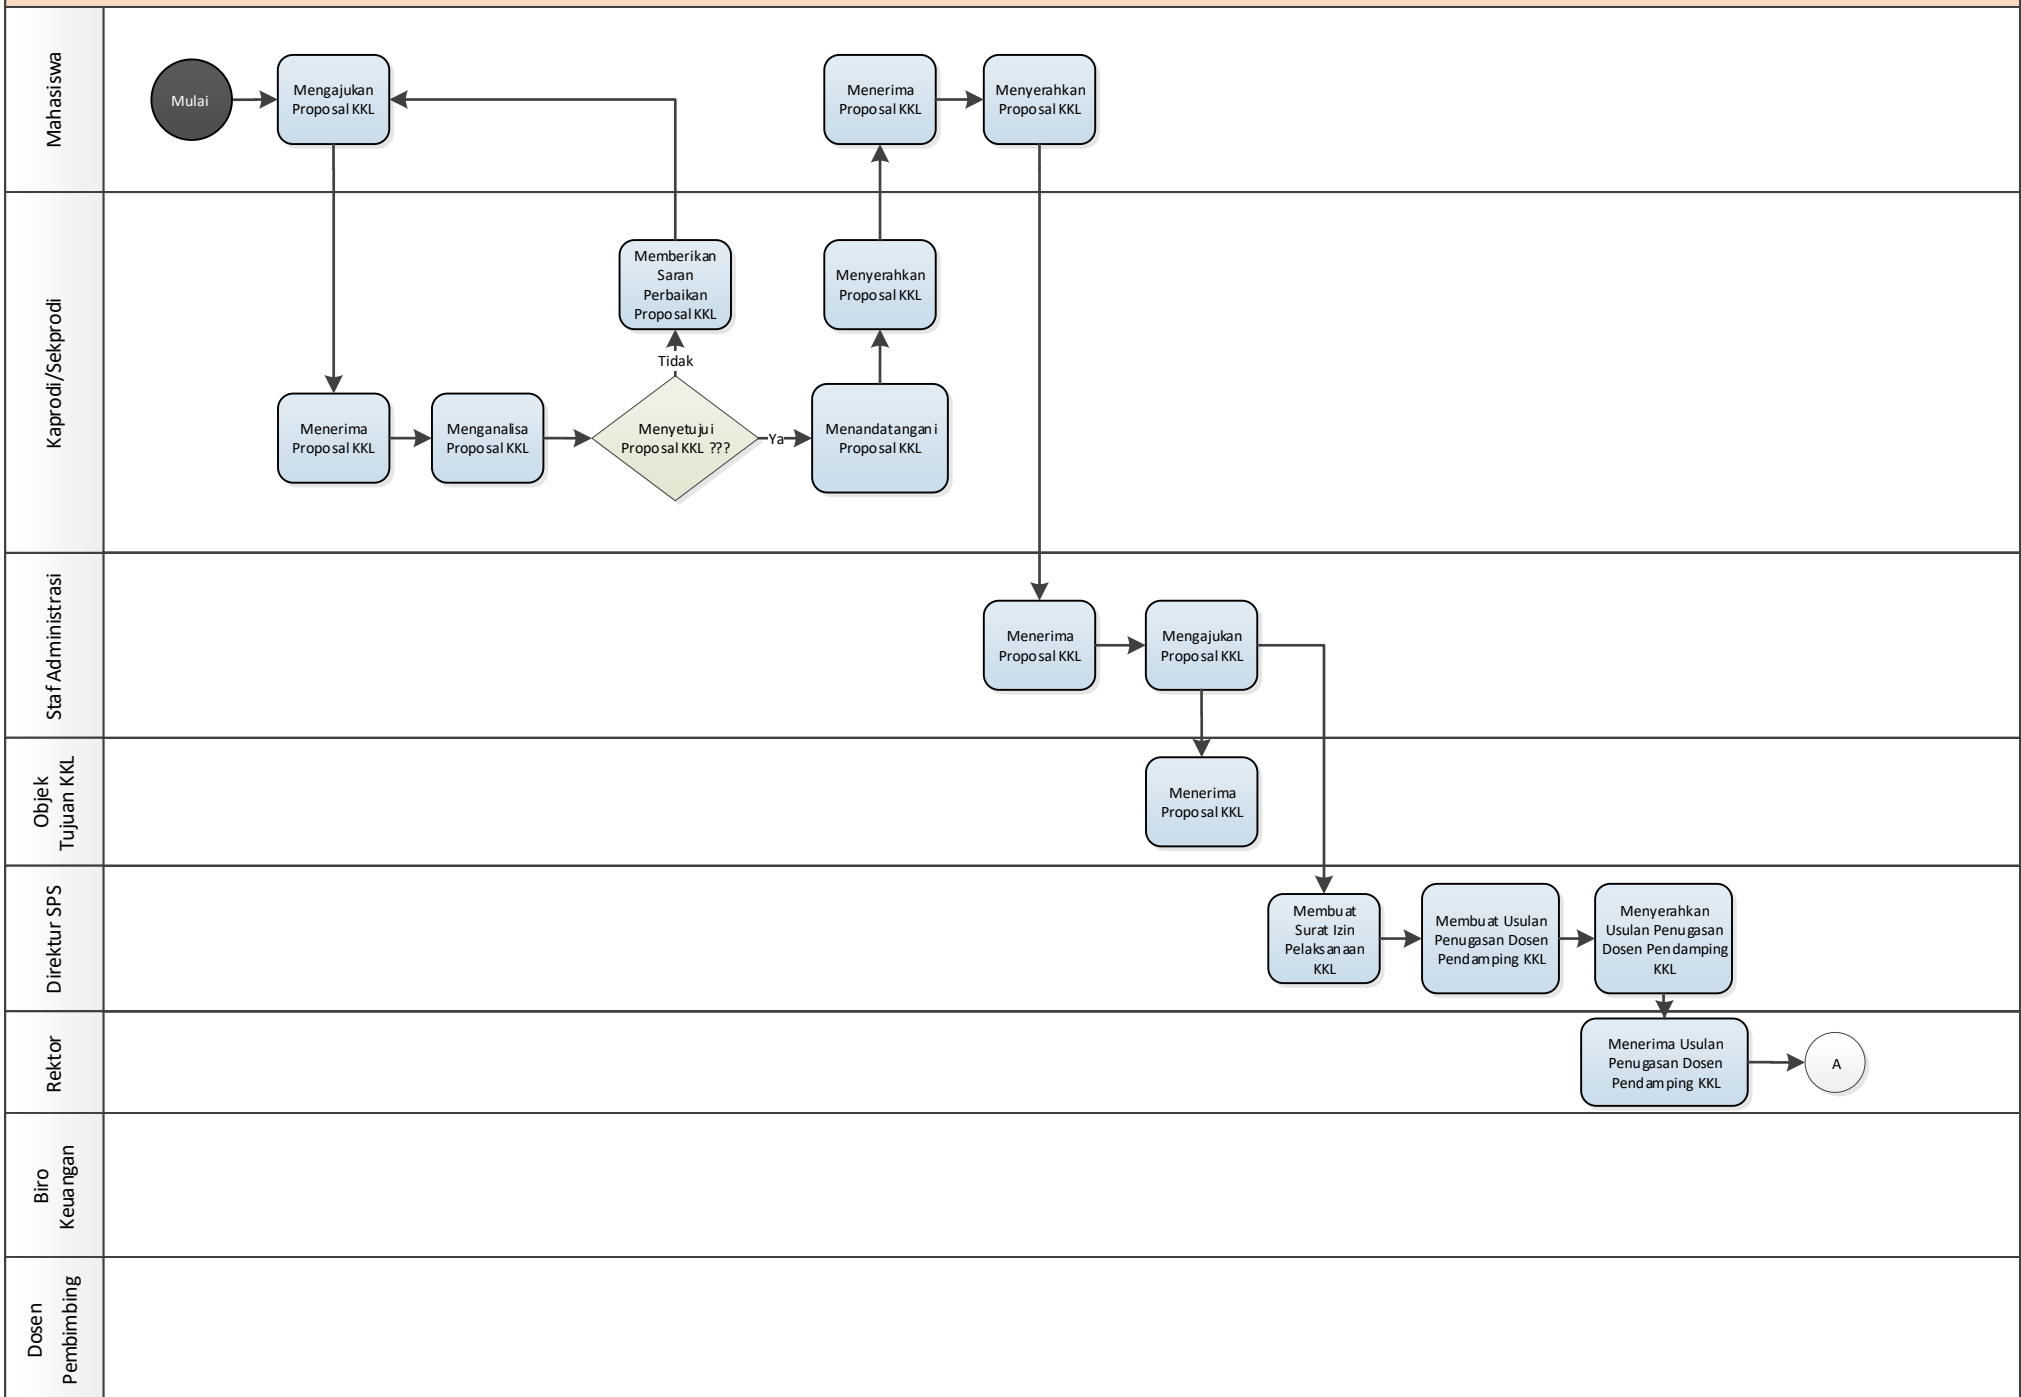 Mahasiswa
Mulai
Mengajukan
Proposal KKL
Menerima
Proposal KKL
Menyerahkan
Proposal KKL
Kaprodi/Sekprodi
Memberikan
Saran
Perbaikan
Proposal KKL
Menyerahkan
Proposal KKL
Tidak
Menerima
Proposal KKL
Menganalisa
Proposal KKL
Menyetujui
Proposal KKL ???
Ya
Menandatangani
Proposal KKL
Staf Administrasi
Menerima
Proposal KKL
Mengajukan
Proposal KKL
Objek
Tujuan KKL
Menerima
Proposal KKL
Direktur SPS
Membuat
Surat Izin
Pelaksanaan
KKL
Membuat Usulan
Penugasan Dosen
Pendamping KKL
Menyerahkan
Usulan Penugasan
Dosen Pendamping
KKL
Rektor
Menerima Usulan
Penugasan Dosen
Pendamping KKL
A
Biro
Keuangan
Dosen
Pembimbing